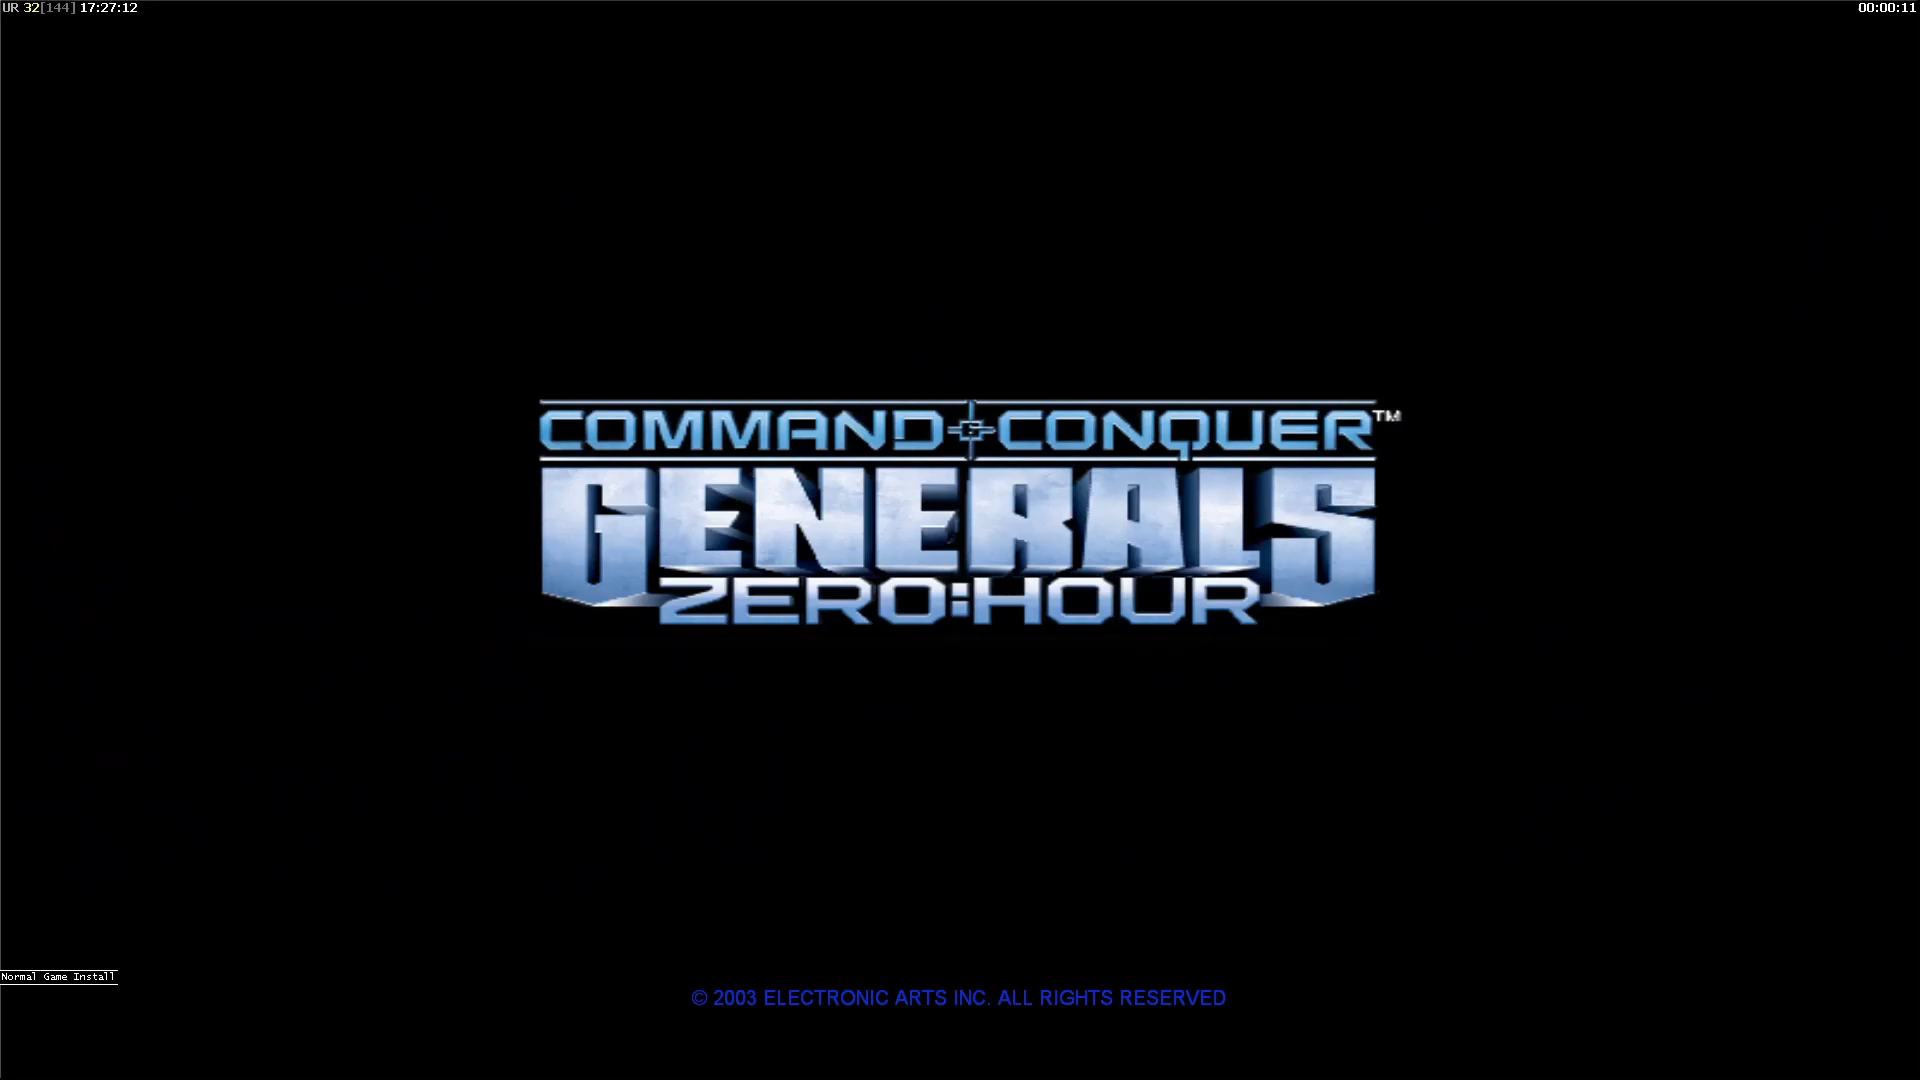 UR 32[144] 17:27:12
00:00:11
COMMAND CONQUER™
GENERALS
ZERO:HOUR
Normal Game Install
© 2003 ELECTRONIC ARTS INC. ALL RIGHTS RESERVED